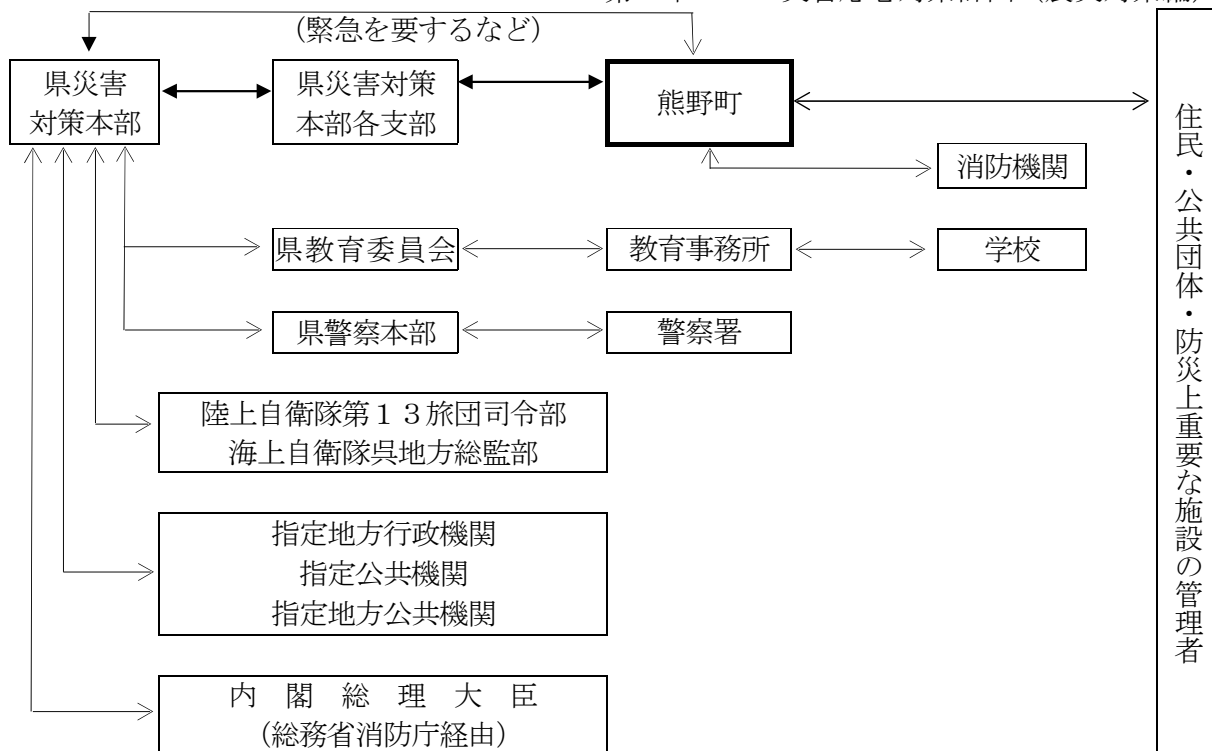 (緊急を要するなど)
県災害
対策本部
県災害対策
本部各支部
熊野町
消防機関
県教育委員会
教育事務所
学校
県警察本部
警察署
陸上自衛隊第１３旅団司令部
海上自衛隊呉地方総監部
指定地方行政機関
指定公共機関
指定地方公共機関
内 閣 総 理 大 臣
(総務省消防庁経由)
住民・公共団体・防災上重要な施設の管理者